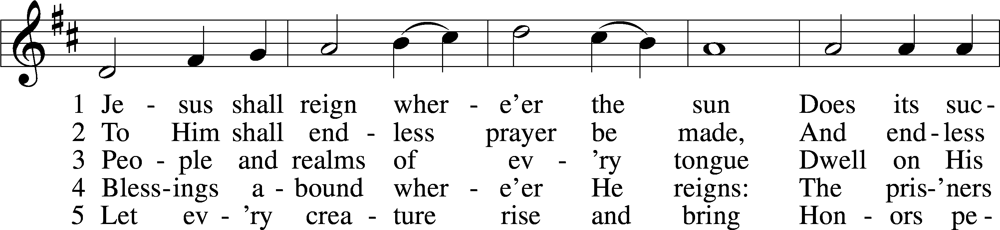 1 Je - sus shall reign wher - e’er the sun Does its suc -
2 To Him shall end - less prayer be made, And end - less
3 Peo - ple and realms of ev - ’ry tongue Dwell on His
4 Bless - ings a - bound wher - e’er He reigns: The pris - ’ners
5 Let ev - ’ry crea - ture rise and bring Hon - ors pe -